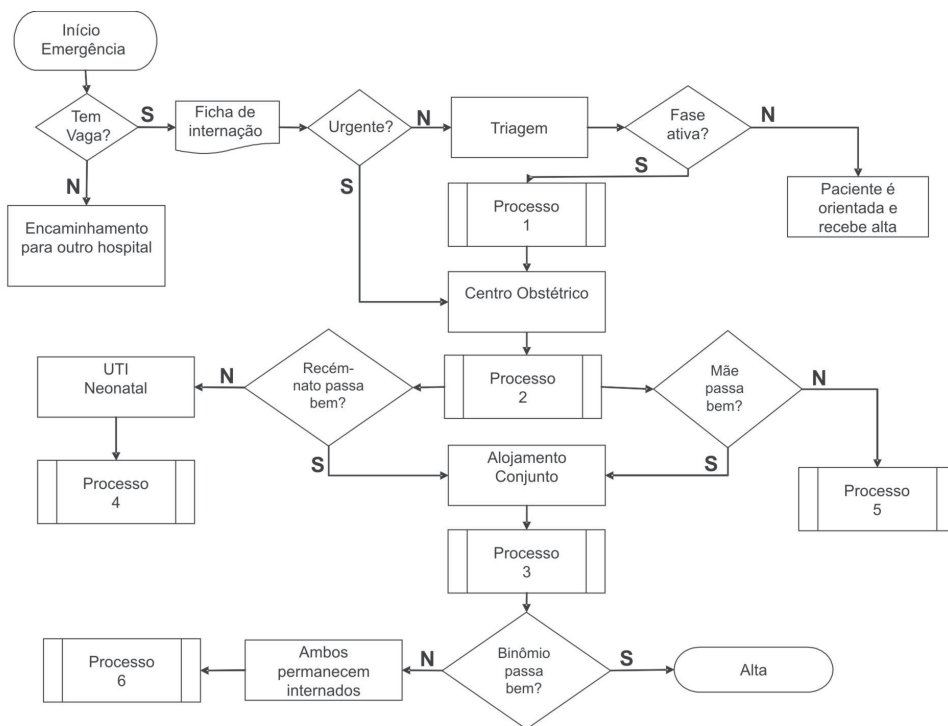 Início
Emergência
Tem
Vaga?
S
Ficha de
internação
Urgente?
N
Triagem
Fase
ativa?
N
N
S
S
Encaminhamento
para outro hospital
Processo
1
Paciente é
orientada e
recebe alta
Centro Obstétrico
UTI
Neonatal
N
Recém-
nato passa
bem?
Processo
2
Mãe
passa
bem?
N
S
Alojamento
Conjunto
S
Processo
4
Processo
5
Processo
3
Processo
6
Ambos
permanecem
internados
N
Binômio
passa
bem?
S
Alta